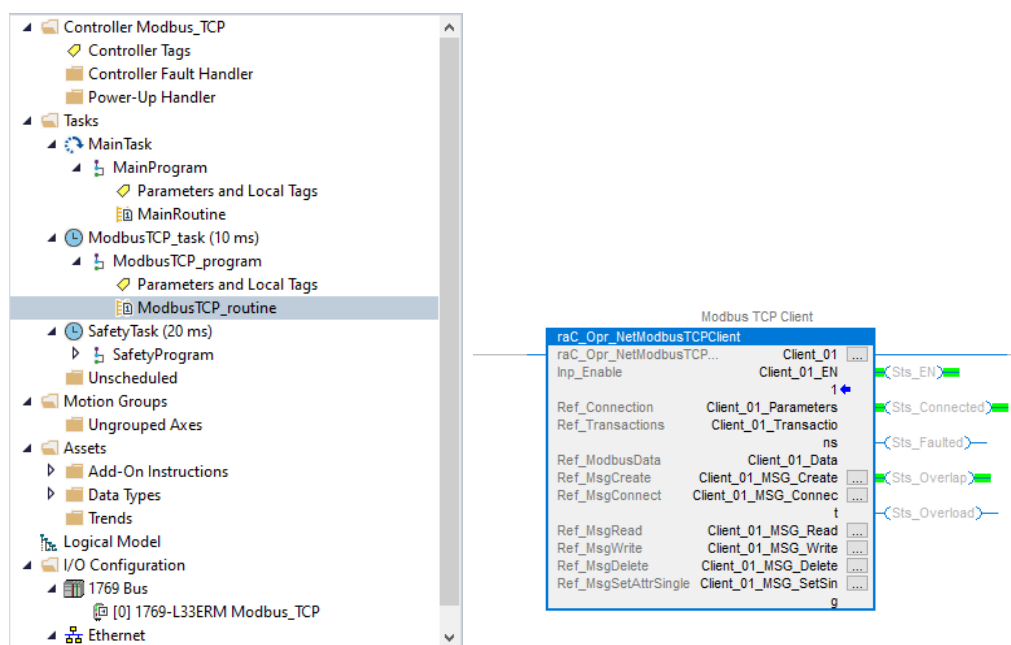 Controller Modbus_TCP
Controller Tags
Controller Fault Handler
Power-Up Handler
Tasks
MainTask
MainProgram
Parameters and Local Tags
MainRoutine
ModbusTCP_task (10 ms)
ModbusTCP_program
Parameters and Local Tags
ModbusTCP_routine
SafetyTask (20 ms)
SafetyProgram
Unscheduled
Motion Groups
Ungrouped Axes
Assets
Add-On Instructions
Data Types
Trends
Logical Model
I/O Configuration
1769 Bus
[0] 1769-L33ERM Modbus_TCP
Ethernet
Modbus TCP Client
raC_Opr_NetModbusTCPClient
raC_Opr_NetModbusTCP... Client_01 ...
Inp_Enable Client_01_EN Sts_EN
1
Ref_Connection Client_01_Parameters Sts_Connected
Ref_Transactions Client_01_Transactio
ns Sts_Faulted
Ref_ModbusData Client_01_Data
Ref_MsgCreate Client_01_MSG_Create ... Sts_Overlap
Ref_MsgConnect Client_01_MSG_Connec ...
t Sts_Overload
Ref_MsgRead Client_01_MSG_Read ...
Ref_MsgWrite Client_01_MSG_Write ...
Ref_MsgDelete Client_01_MSG_Delete ...
Ref_MsgSetAttrSingle Client_01_MSG_SetSin ...
g